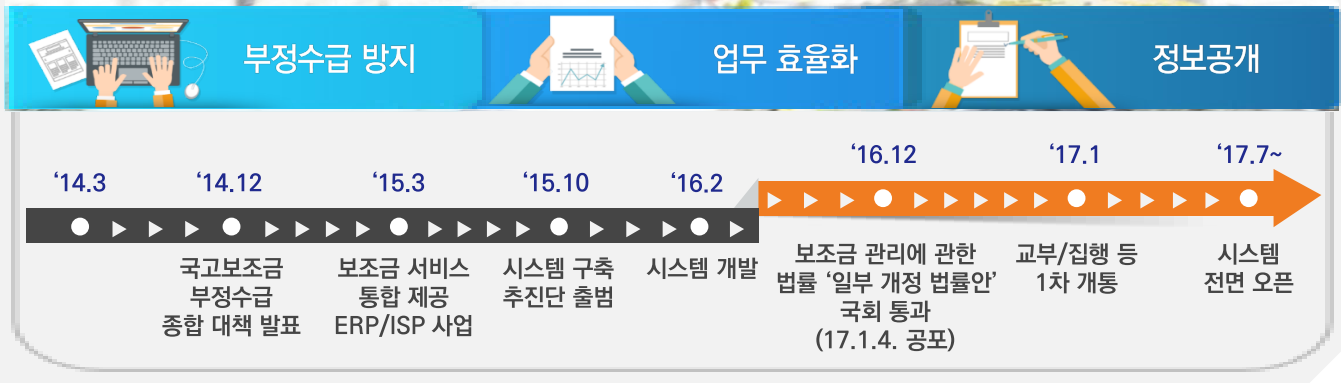 부정수급 방지
업무 효율화
정보공개
‘14.3
‘14.12
‘15.3
‘15.10
‘16.2
‘16.12
‘17.1
‘17.7~
국고보조금
부정수급
종합 대책 발표
보조금 서비스
통합 제공
ERP/ISP 사업
시스템 구축
추진단 출범
시스템 개발
보조금 관리에 관한
법률 ‘일부 개정 법률안’
국회 통과
(17.1.4. 공포)
교부/집행 등
1차 개통
시스템
전면 오픈